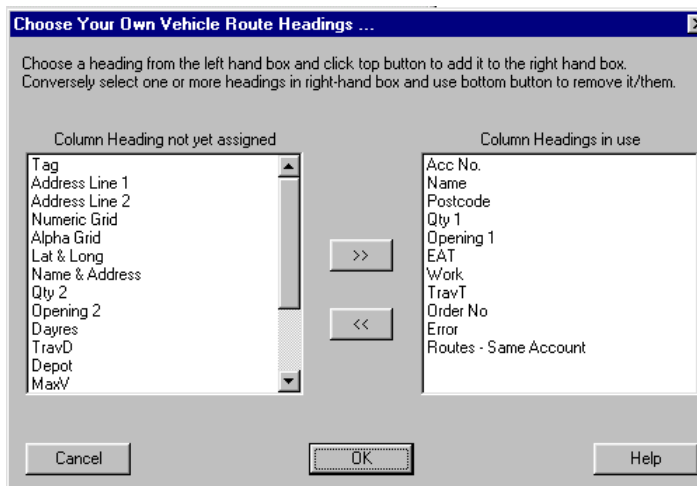 Choose Your Own Vehicle Route Headings ...
Choose a heading from the left hand box and click top button to add it to the right hand box.
Conversely select one or more headings in right-hand box and use bottom button to remove it/them.
Column Heading not yet assigned
Tag
Address Line 1
Address Line 2
Numeric Grid
Alpha Grid
Lat & Long
Name & Address
Qty 2
Opening 2
Dayres
TravD
Depot
MaxV
>>
<<
Column Headings in use
Acc No.
Name
Postcode
Qty 1
Opening 1
EAT
Work
TravT
Order No
Error
Routes - Same Account
Cancel
OK
Help